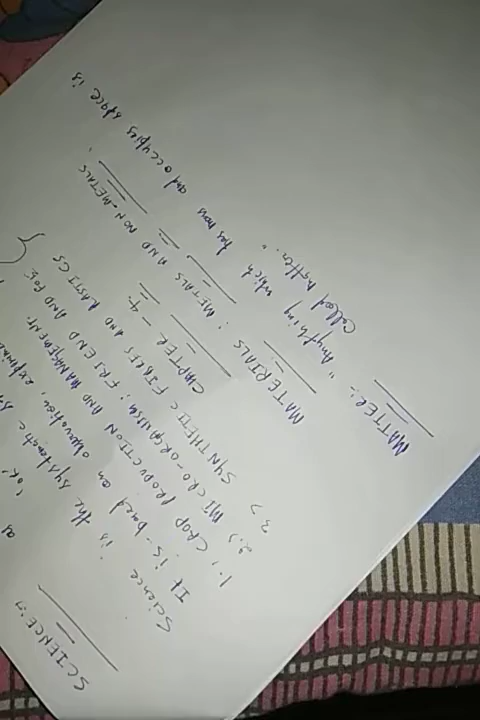 SCIENCE:→
Science is the systematic
It is based on observation,
1.) CROP PRODUCTION AND MANAGEMENT.
2.) MICRO-ORGANISM: FRIEND AND FOE
3.) SYNTHETIC FIBRES AND PLASTICS
CHAPTER - 4
MATERIALS: METALS AND NON-METALS
MATTER:- "Anything which has mass and occupies space is
Called Matter."